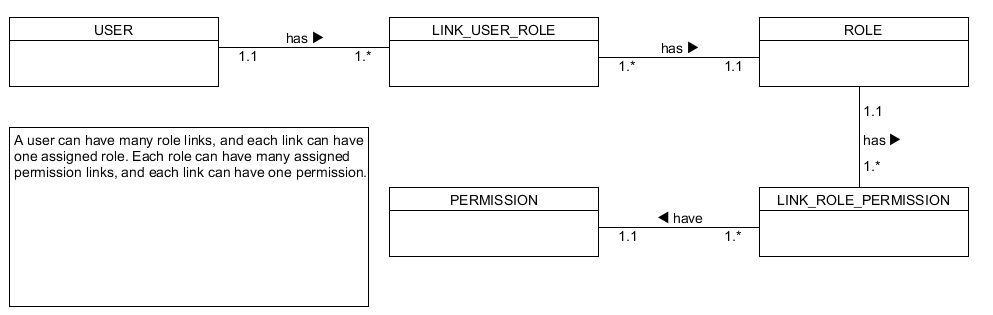 USER
has ▶
1.1
1.*
LINK_USER_ROLE
has ▶
1.*
1.1
ROLE
1.1
has ▶
1.*
A user can have many role links, and each link can have
one assigned role. Each role can have many assigned
permission links, and each link can have one permission.
PERMISSION
◀ have
1.1
1.*
LINK_ROLE_PERMISSION